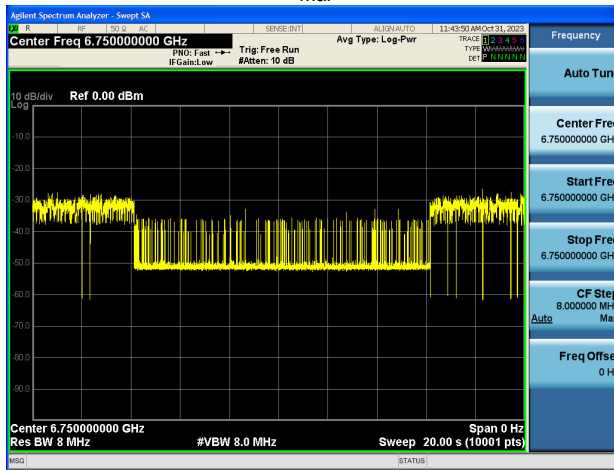 Agilent Spectrum Analyzer - Swept SA
R RF 50 Ω AC SENSE:INT ALIGN AUTO 11:43:50 AM Oct 31, 2023
Center Freq 6.750000000 GHz
PNO: Fast
IFGain:Low
Trig: Free Run
#Atten: 10 dB
Avg Type: Log-Pwr
TRACE 1 2 3 4 5 6
TYPE
DET P N N N N N
Frequency
Auto Tun
10 dB/div Ref 0.00 dBm
Log
-10.0
-20.0
-30.0
-40.0
-50.0
-60.0
-70.0
-80.0
-90.0
Center Fre
6.750000000 GH
Start Fre
6.750000000 GH
Stop Fre
6.750000000 GH
CF Step
8.000000 MH
Auto Ma
Freq Offse
0 H
Center 6.750000000 GHz Span 0 Hz
Res BW 8 MHz #VBW 8.0 MHz Sweep 20.00 s (10001 pts)
MSG STATUS